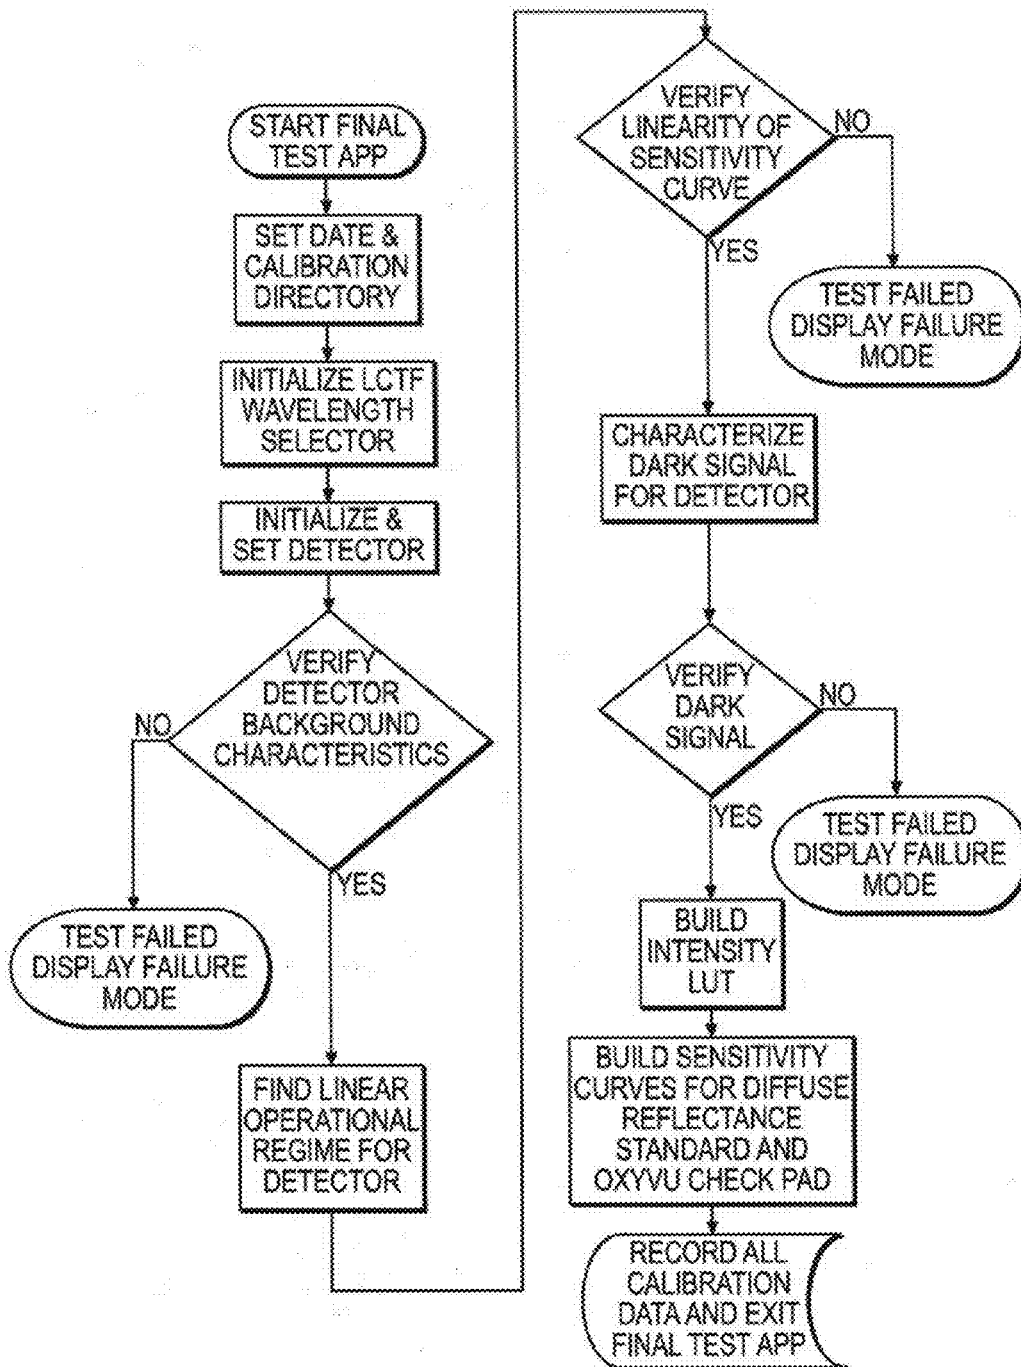 START FINAL
TEST APP
SET DATE &
CALIBRATION
DIRECTORY
INITIALIZE LCTF
WAVELENGTH
SELECTOR
INITIALIZE &
SET DETECTOR
VERIFY
DETECTOR
BACKGROUND
CHARACTERISTICS
NO
YES
TEST FAILED
DISPLAY FAILURE
MODE
FIND LINEAR
OPERATIONAL
REGIME FOR
DETECTOR
VERIFY
LINEARITY OF
SENSITIVITY
CURVE
NO
YES
TEST FAILED
DISPLAY FAILURE
MODE
CHARACTERIZE
DARK SIGNAL
FOR DETECTOR
VERIFY
DARK
SIGNAL
NO
YES
TEST FAILED
DISPLAY FAILURE
MODE
BUILD
INTENSITY
LUT
BUILD SENSITIVITY
CURVES FOR DIFFUSE
REFLECTANCE
STANDARD AND
OXYVU CHECK PAD
RECORD ALL
CALIBRATION
DATA AND EXIT
FINAL TEST APP